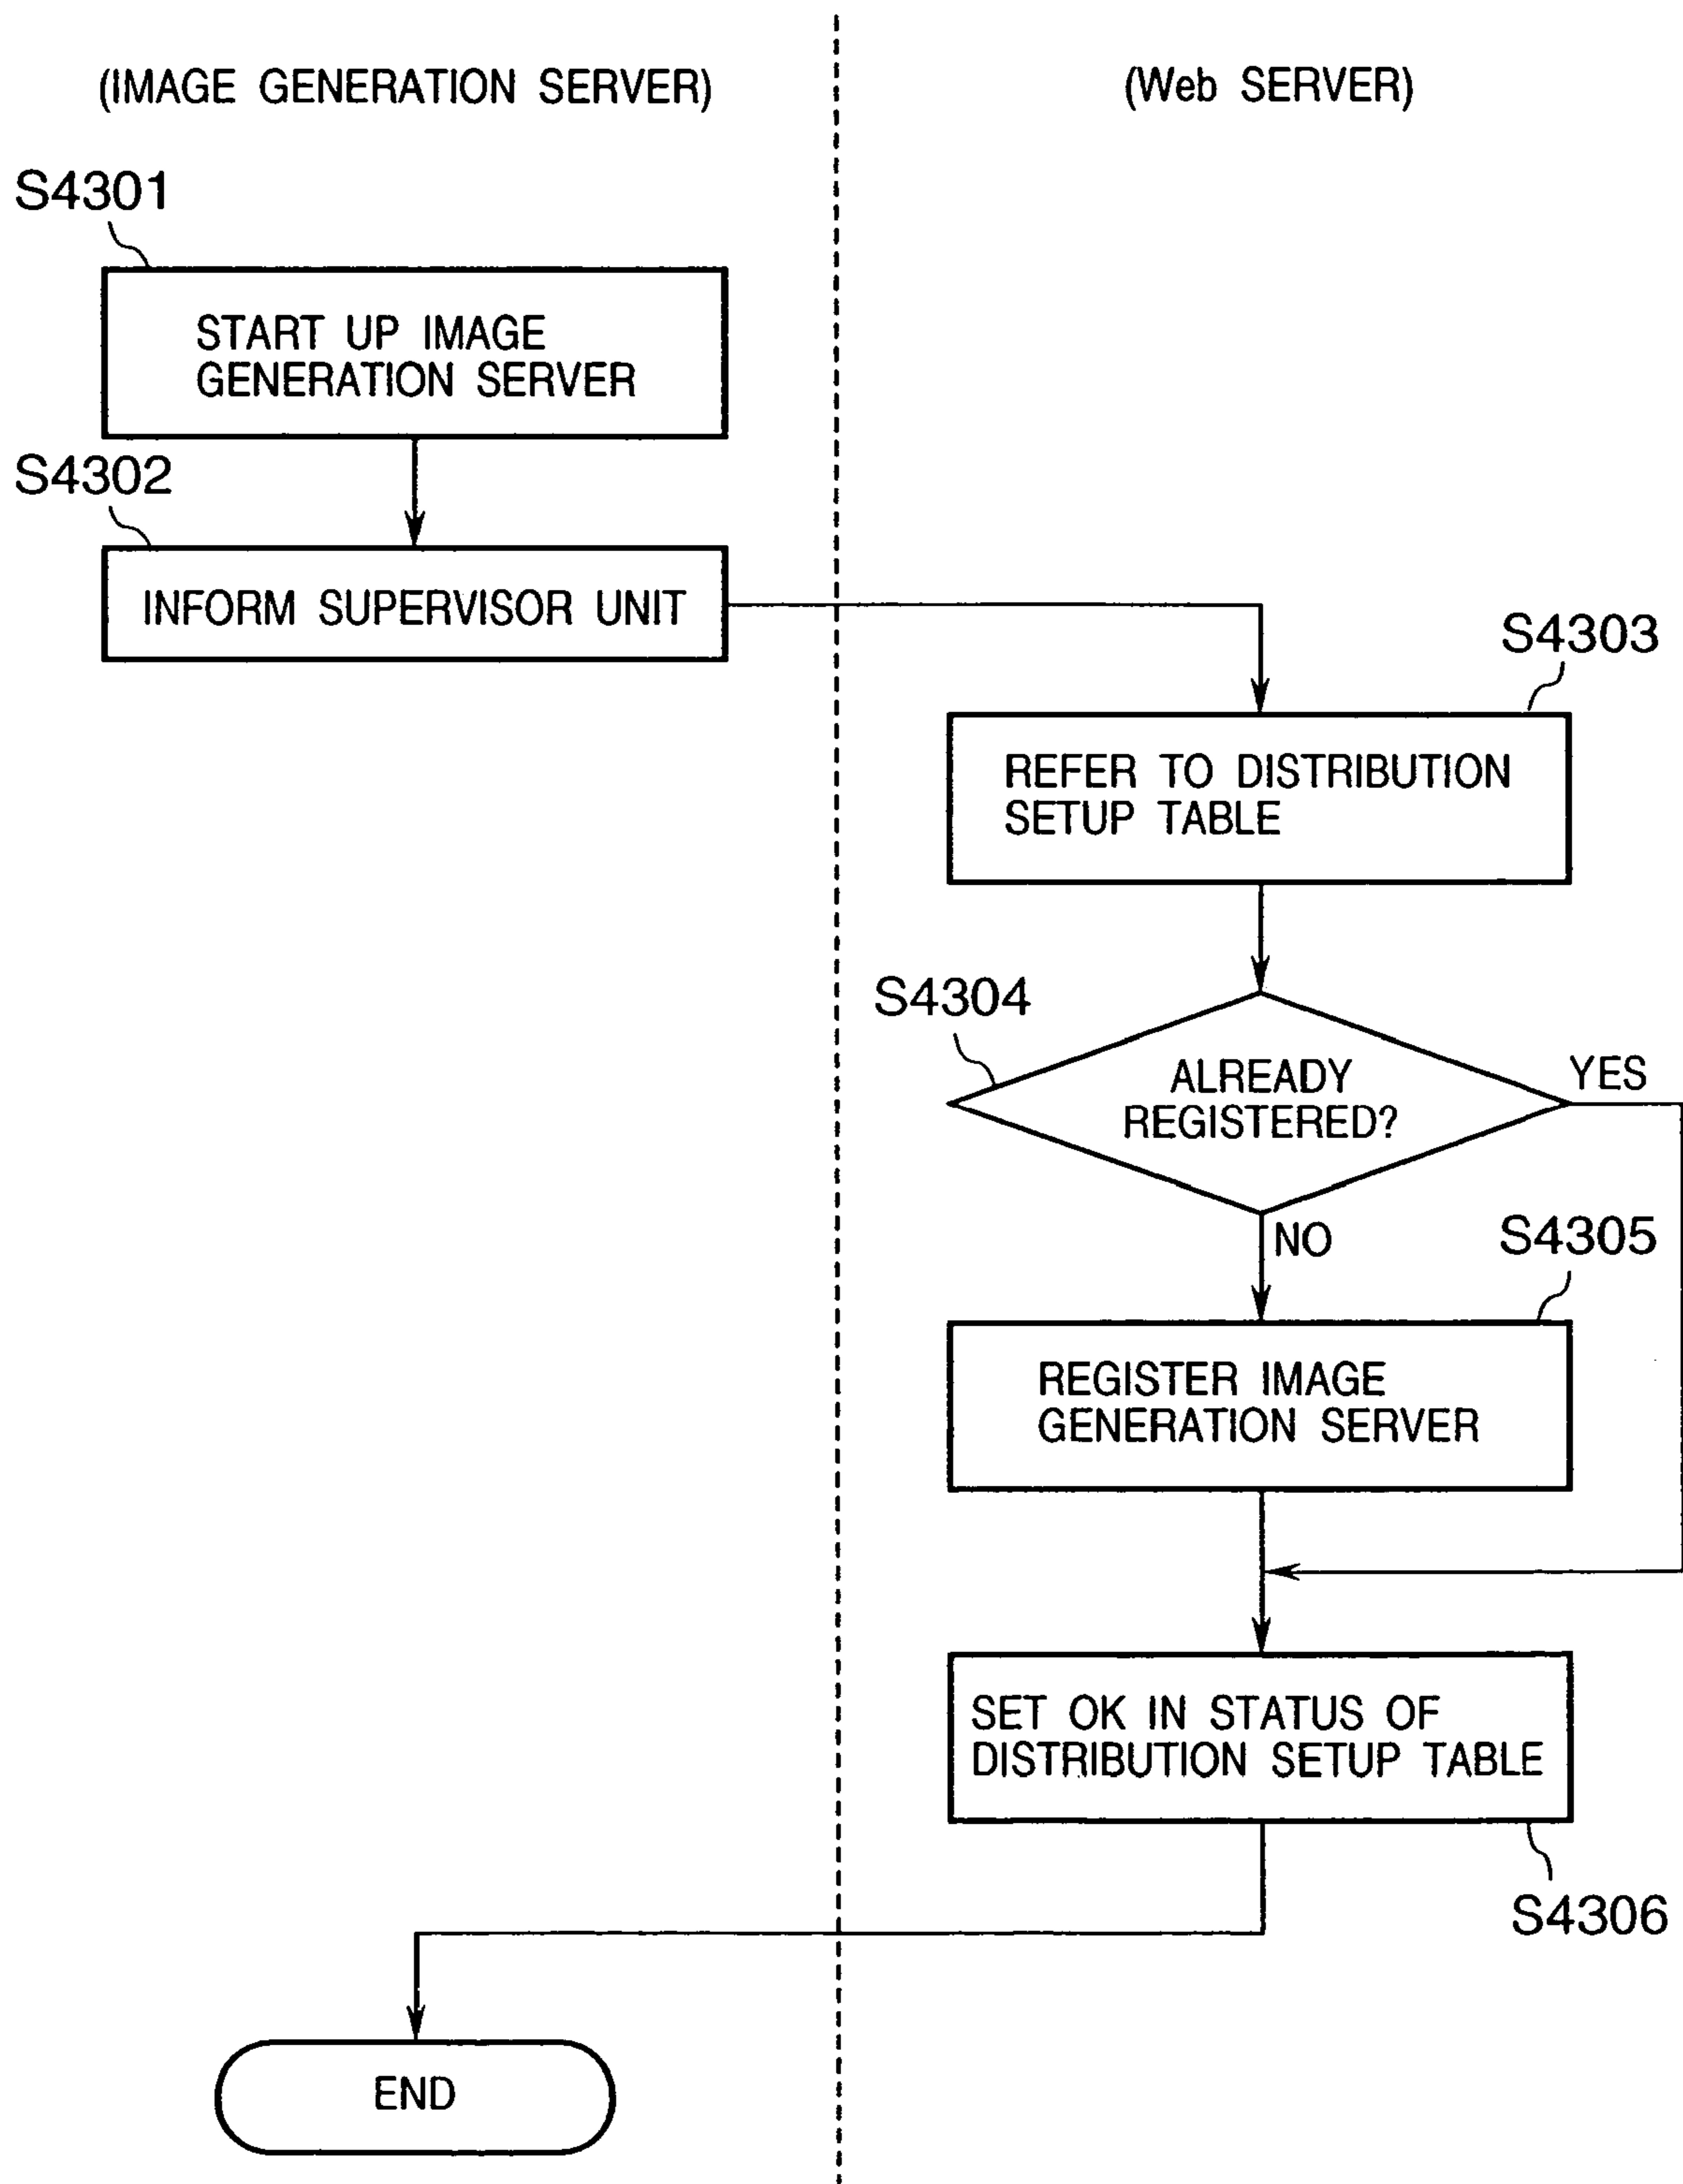 (IMAGE GENERATION SERVER)
(Web SERVER)
S4301
START UP IMAGE
GENERATION SERVER
S4302
INFORM SUPERVISOR UNIT
S4303
REFER TO DISTRIBUTION
SETUP TABLE
S4304
ALREADY
REGISTERED?
YES
NO
S4305
REGISTER IMAGE
GENERATION SERVER
SET OK IN STATUS OF
DISTRIBUTION SETUP TABLE
S4306
END